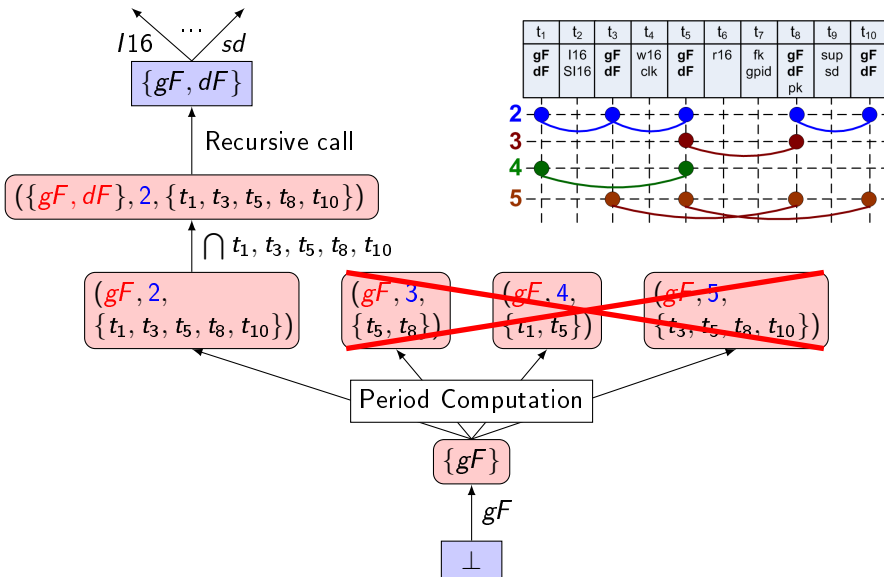 I16 ... sd
{gF, dF}
Recursive call
({gF, dF}, 2, {t₁, t₃, t₅, t₈, t₁₀})
⋂ t₁, t₃, t₅, t₈, t₁₀
(gF, 2,
{t₁, t₃, t₅, t₈, t₁₀})
(gF, 3,
{t₅, t₈})
(gF, 4,
{t₁, t₅})
(gF, 5,
{t₃, t₅, t₈, t₁₀})
Period Computation
{gF}
gF
⊥
t₁ t₂ t₃ t₄ t₅ t₆ t₇ t₈ t₉ t₁₀
gF I16 gF w16 gF r16 fk gF sup gF
dF SI16 dF clk dF gpid dF sd dF
pk
2
3
4
5